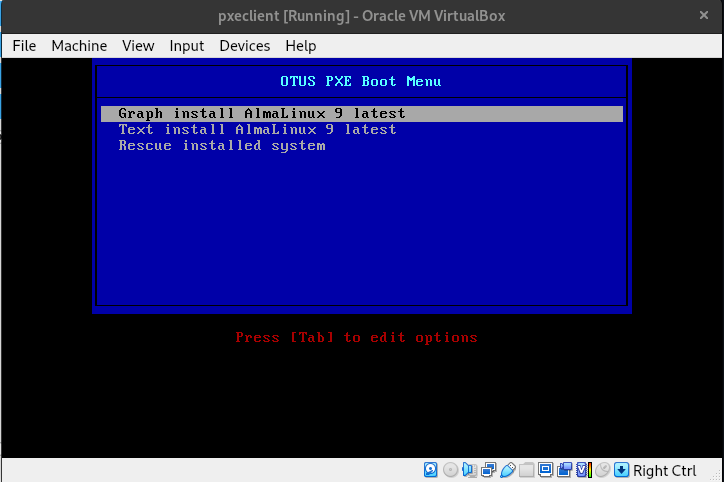 pxeclient [Running] - Oracle VM VirtualBox
File Machine View Input Devices Help
OTUS PXE Boot Menu
Graph install AlmaLinux 9 latest
Text install AlmaLinux 9 latest
Rescue installed system
Press [Tab] to edit options
Right Ctrl